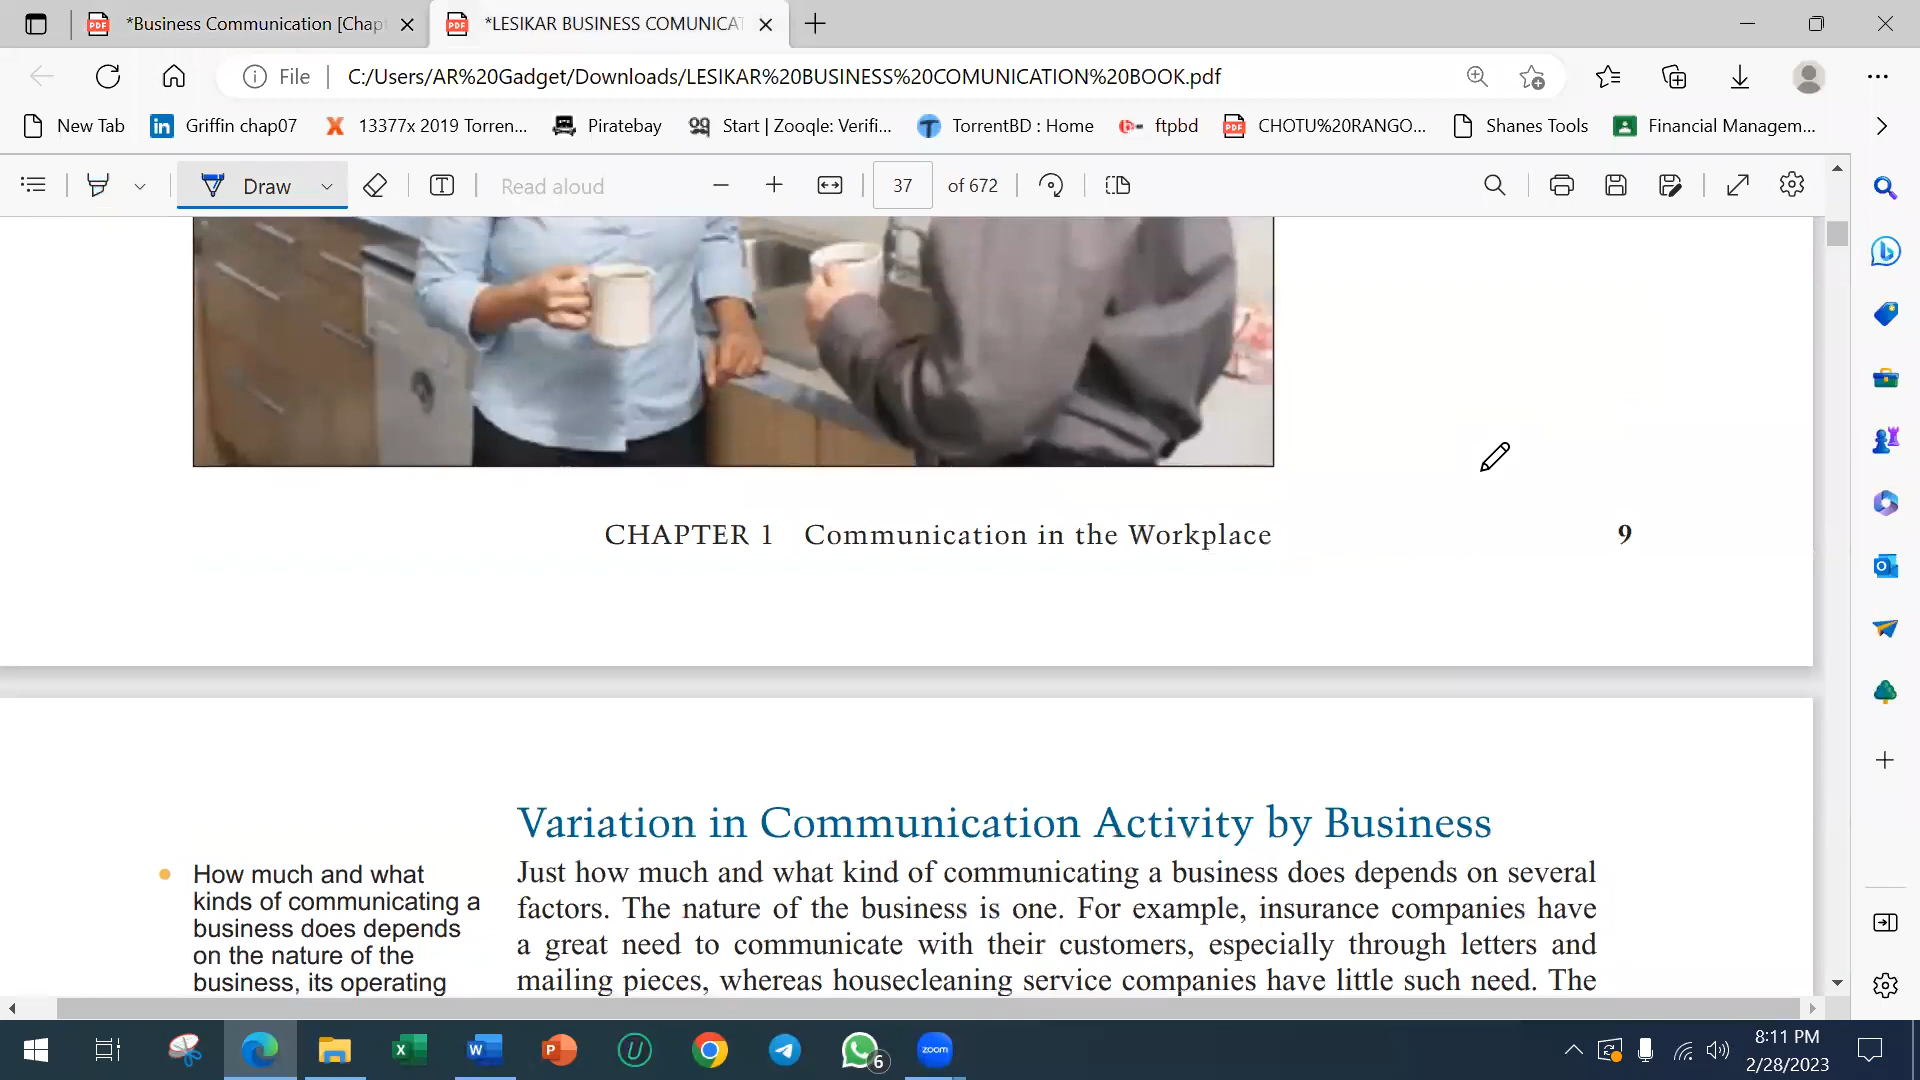 *Business Communication [Chap
*LESIKAR BUSINESS COMUNICAT
File
C:/Users/AR%20Gadget/Downloads/LESIKAR%20BUSINESS%20COMUNICATION%20BOOK.pdf
New Tab
Griffin chap07
13377x 2019 Torren...
Piratebay
Start | Zooqle: Verifi...
TorrentBD : Home
ftpbd
CHOTU%20RANGO...
Shanes Tools
Financial Managem...
Draw
Read aloud
37
of 672
CHAPTER 1 Communication in the Workplace
9
Variation in Communication Activity by Business
How much and what
kinds of communicating a
business does depends
on the nature of the
business, its operating
Just how much and what kind of communicating a business does depends on several
factors. The nature of the business is one. For example, insurance companies have
a great need to communicate with their customers, especially through letters and
mailing pieces, whereas housecleaning service companies have little such need. The
zoom
6
8:11 PM
2/28/2023